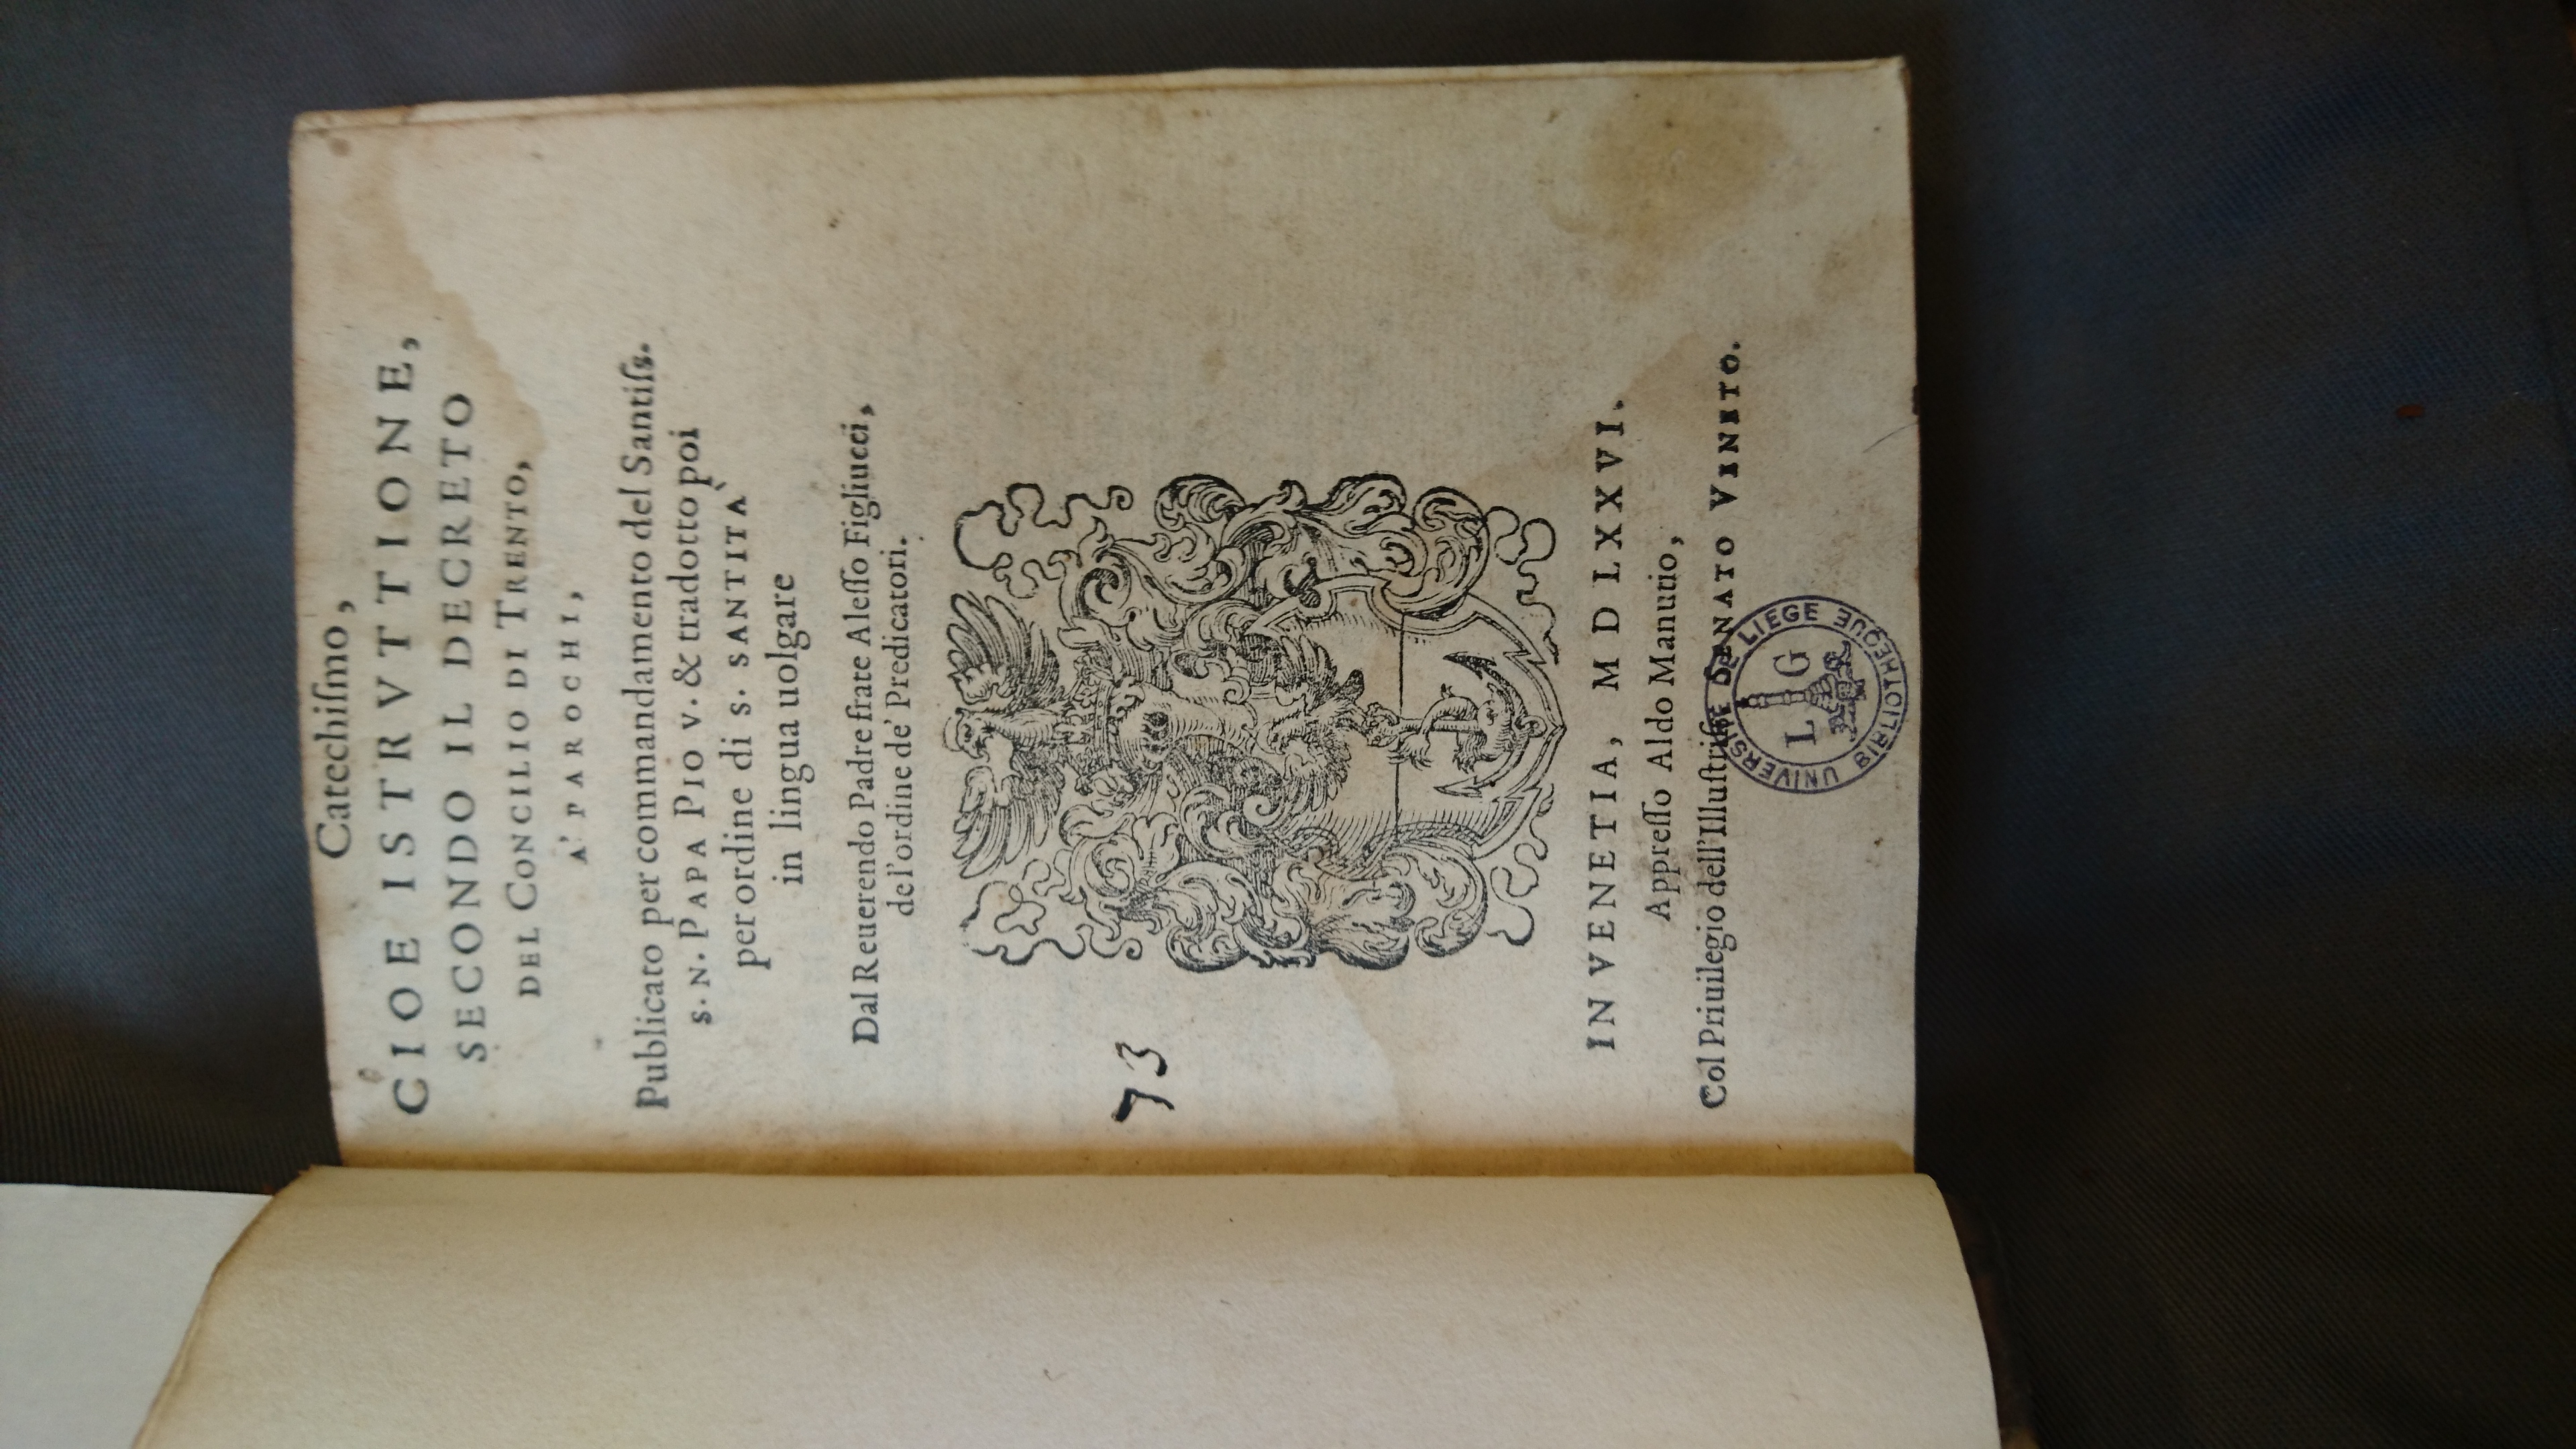 Catechiſmo,
CIOE ISTRVTTIONE,
SECONDO IL DECRETO
DEL CONCILIO DI TRENTO,
A' PAROCHI,
Publicato per commandamento del Santiſs.
S. N. PAPA PIO V. & tradotto poi
per ordine di S. SANTITA`
in lingua uolgare
Dal Reuerendo Padre frate Aleſſo Figliucci,
del'ordine de' Predicatori.
73
IN VENETIA, M D LXXVI.
Appreſſo Aldo Manutio,
Col Priuilegio dell'Illuſtriſs. SENATO VENETO.
UNIVERSITE DE LIEGE BIBLIOTHEQUE
L G